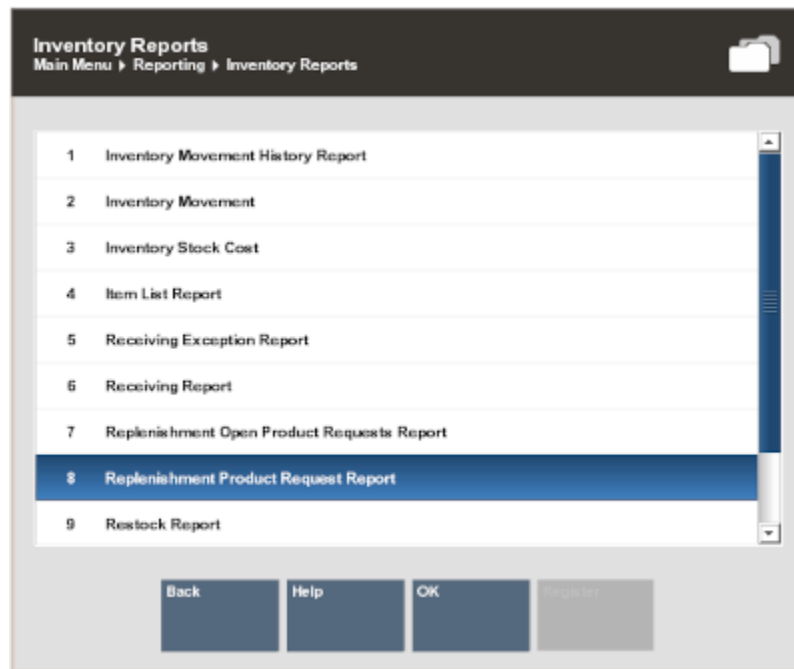 Inventory Reports
Main Menu ▸ Reporting ▸ Inventory Reports
1 Inventory Movement History Report
2 Inventory Movement
3 Inventory Stock Cost
4 Item List Report
5 Receiving Exception Report
6 Receiving Report
7 Replenishment Open Product Requests Report
8 Replenishment Product Request Report
9 Restock Report
Back Help OK Register